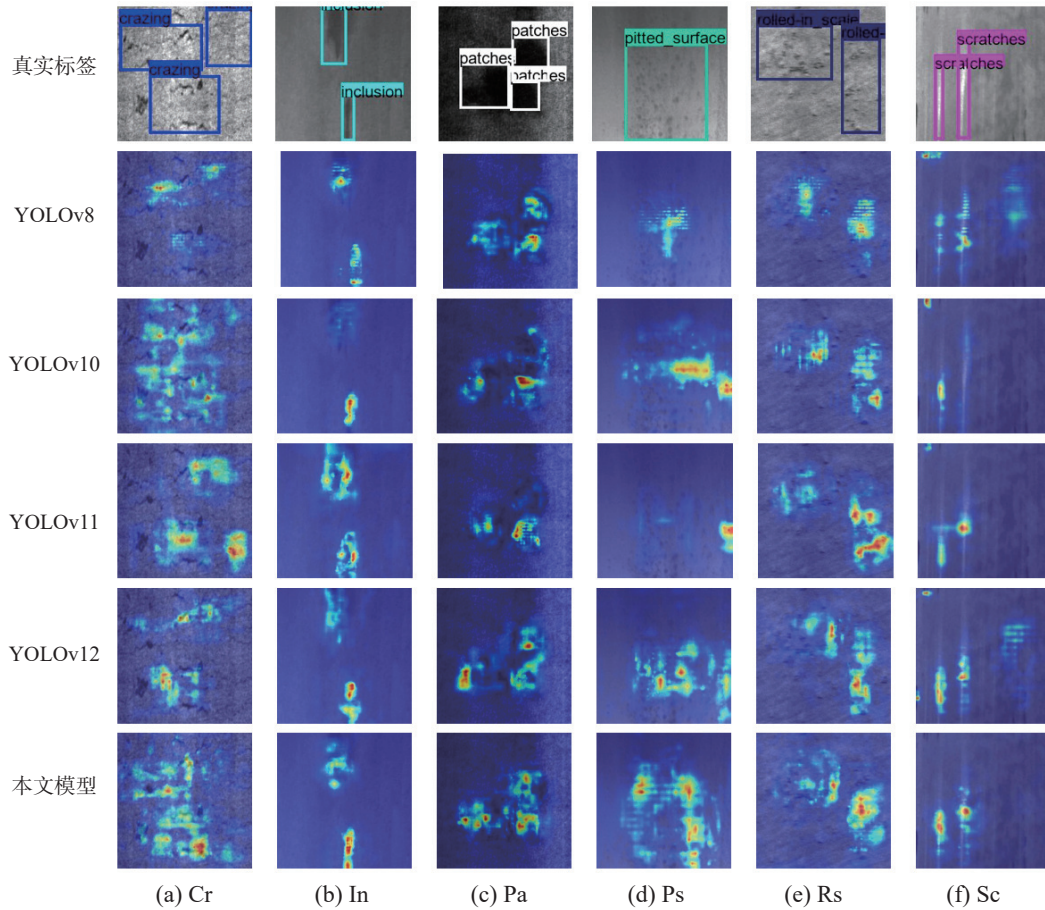 真实标签
crazing
crazing
inclusion
inclusion
patches
patches
patches
pitted_surface
rolled-in_scale
rolled-
scratches
scratches
YOLOv8
YOLOv10
YOLOv11
YOLOv12
本文模型
(a) Cr
(b) In
(c) Pa
(d) Ps
(e) Rs
(f) Sc